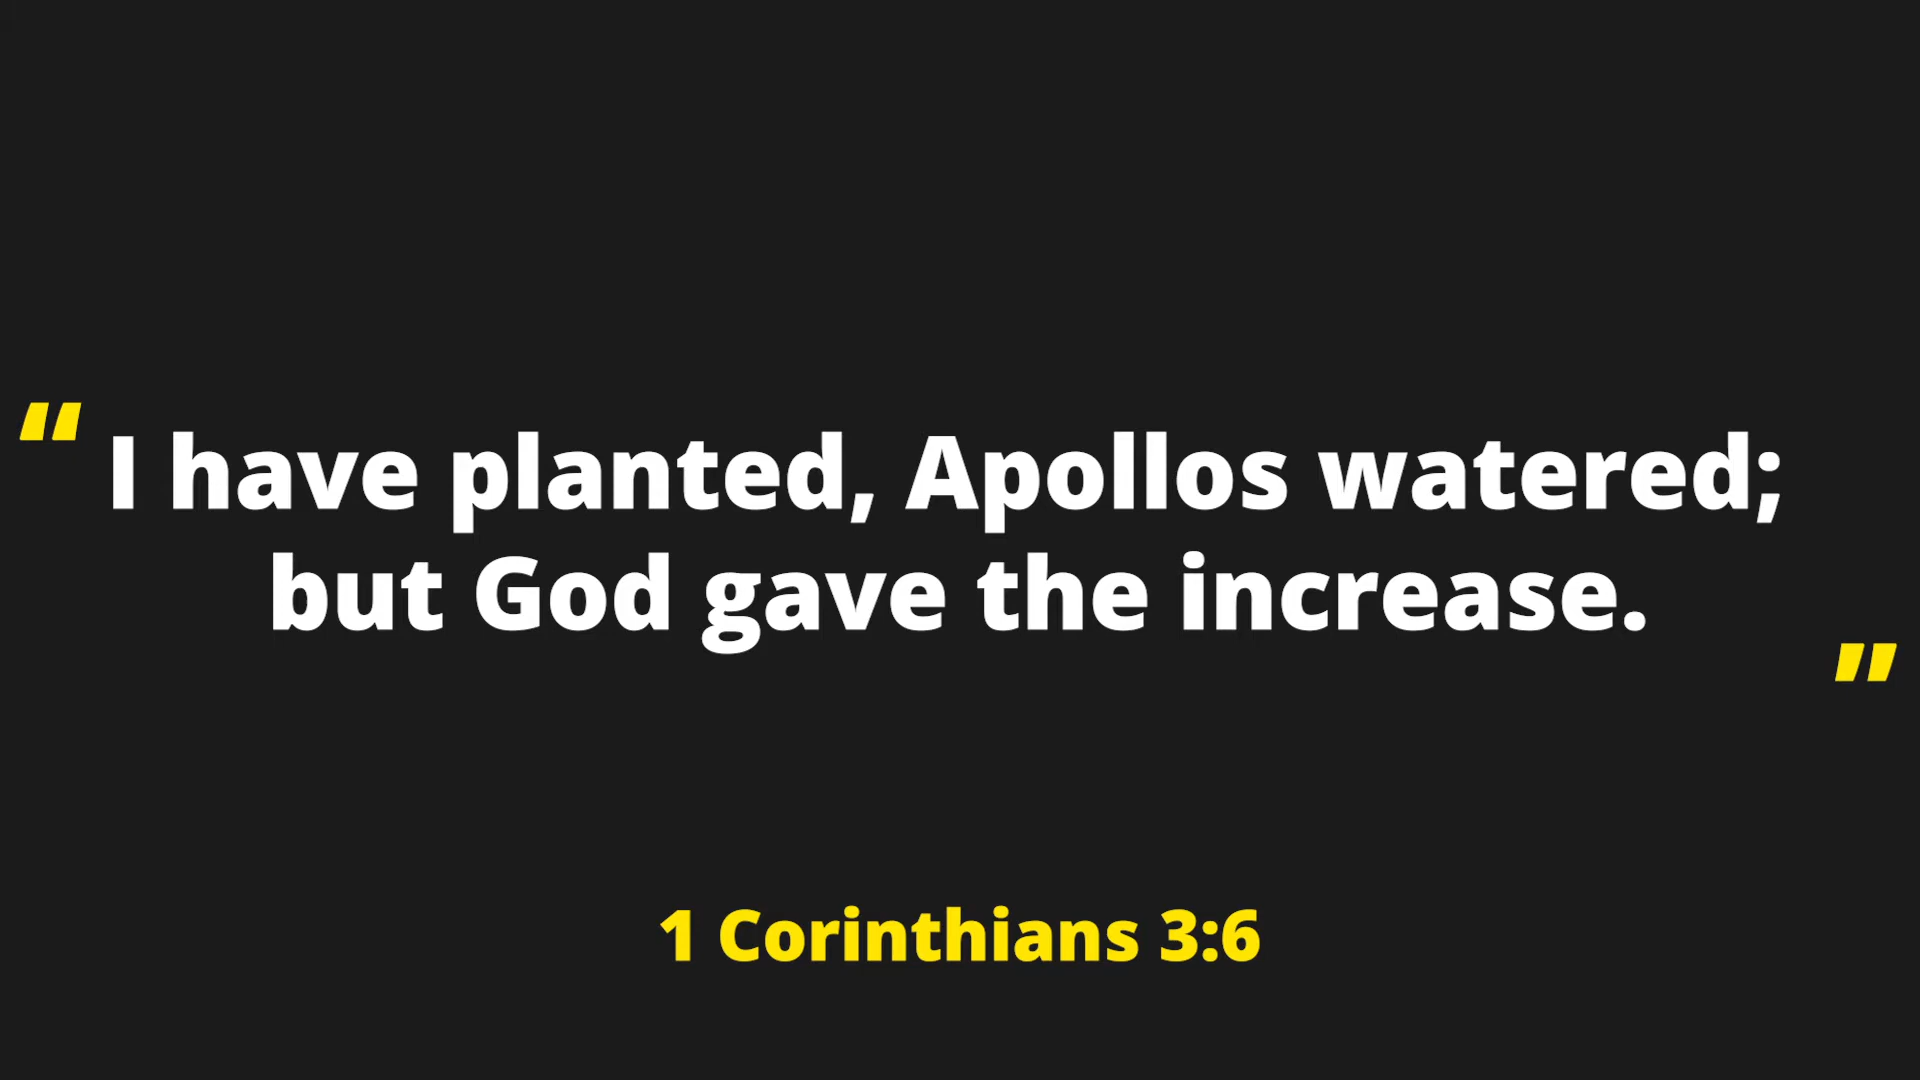 “I have planted, Apollos watered;
but God gave the increase.”
1 Corinthians 3:6